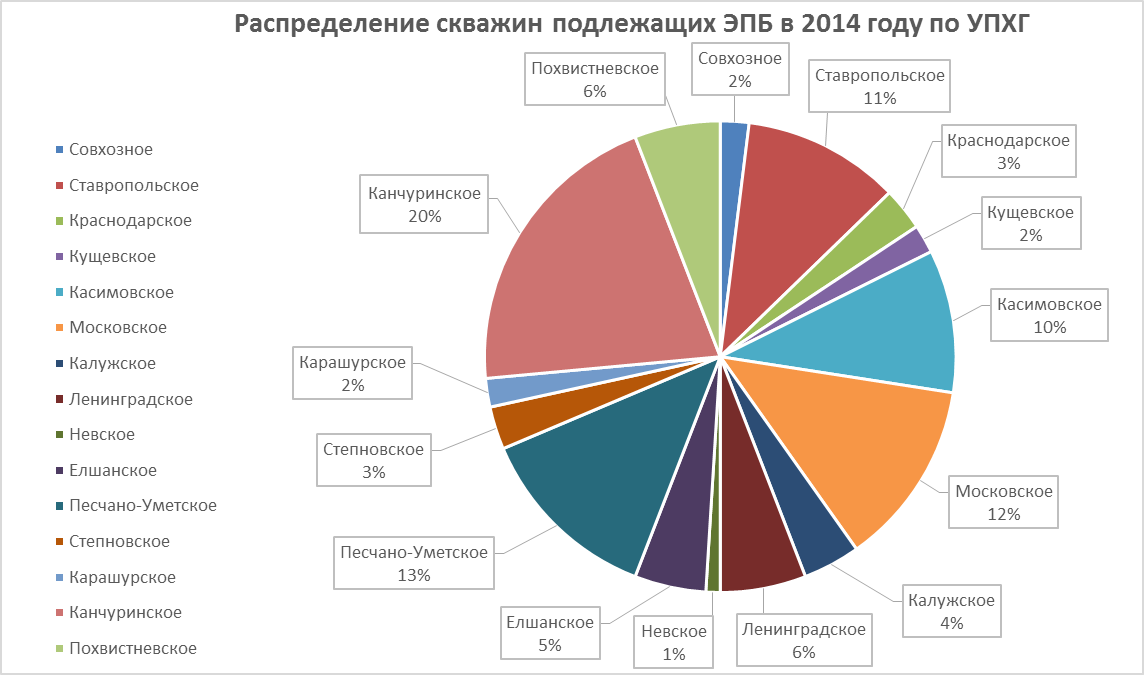 Распределение скважин подлежащих ЭПБ в 2014 году по УПХГ
Совхозное
Ставропольское
Краснодарское
Кущевское
Касимовское
Московское
Калужское
Ленинградское
Невское
Елшанское
Песчано-Уметское
Степновское
Карашурское
Канчуринское
Похвистневское
Совхозное
2%
Ставропольское
11%
Краснодарское
3%
Кущевское
2%
Касимовское
10%
Московское
12%
Калужское
4%
Ленинградское
6%
Невское
1%
Елшанское
5%
Песчано-Уметское
13%
Степновское
3%
Карашурское
2%
Канчуринское
20%
Похвистневское
6%